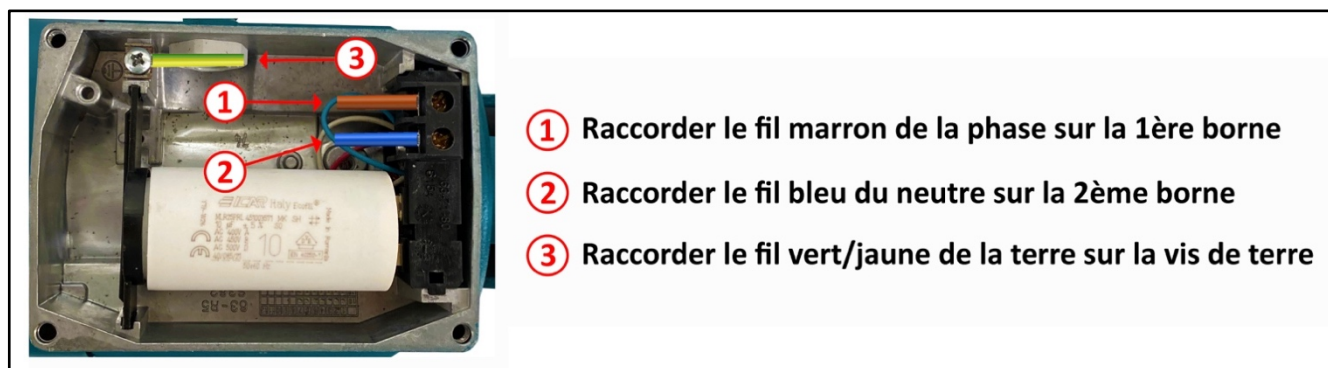 3
1
2
1 Raccorder le fil marron de la phase sur la 1ère borne
2 Raccorder le fil bleu du neutre sur la 2ème borne
3 Raccorder le fil vert/jaune de la terre sur la vis de terre
Italy
10